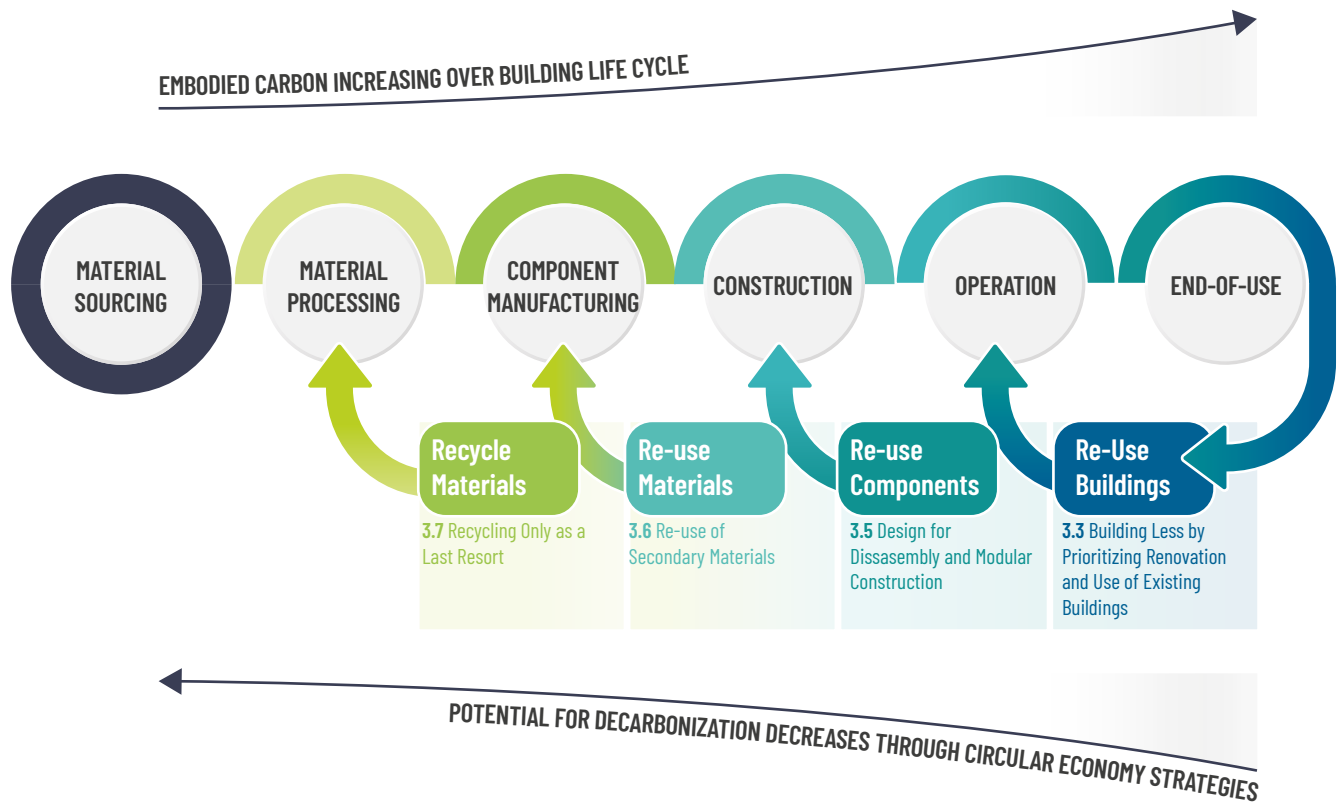 EMBODIED CARBON INCREASING OVER BUILDING LIFE CYCLE
MATERIAL
SOURCING
MATERIAL
PROCESSING
COMPONENT
MANUFACTURING
CONSTRUCTION
OPERATION
END-OF-USE
Recycle
Materials
3.7 Recycling Only as a
Last Resort
Re-use
Materials
3.6 Re-use of
Secondary Materials
Re-use
Components
3.5 Design for
Dissasembly and Modular
Construction
Re-Use
Buildings
3.3 Building Less by
Prioritizing Renovation
and Use of Existing
Buildings
POTENTIAL FOR DECARBONIZATION DECREASES THROUGH CIRCULAR ECONOMY STRATEGIES